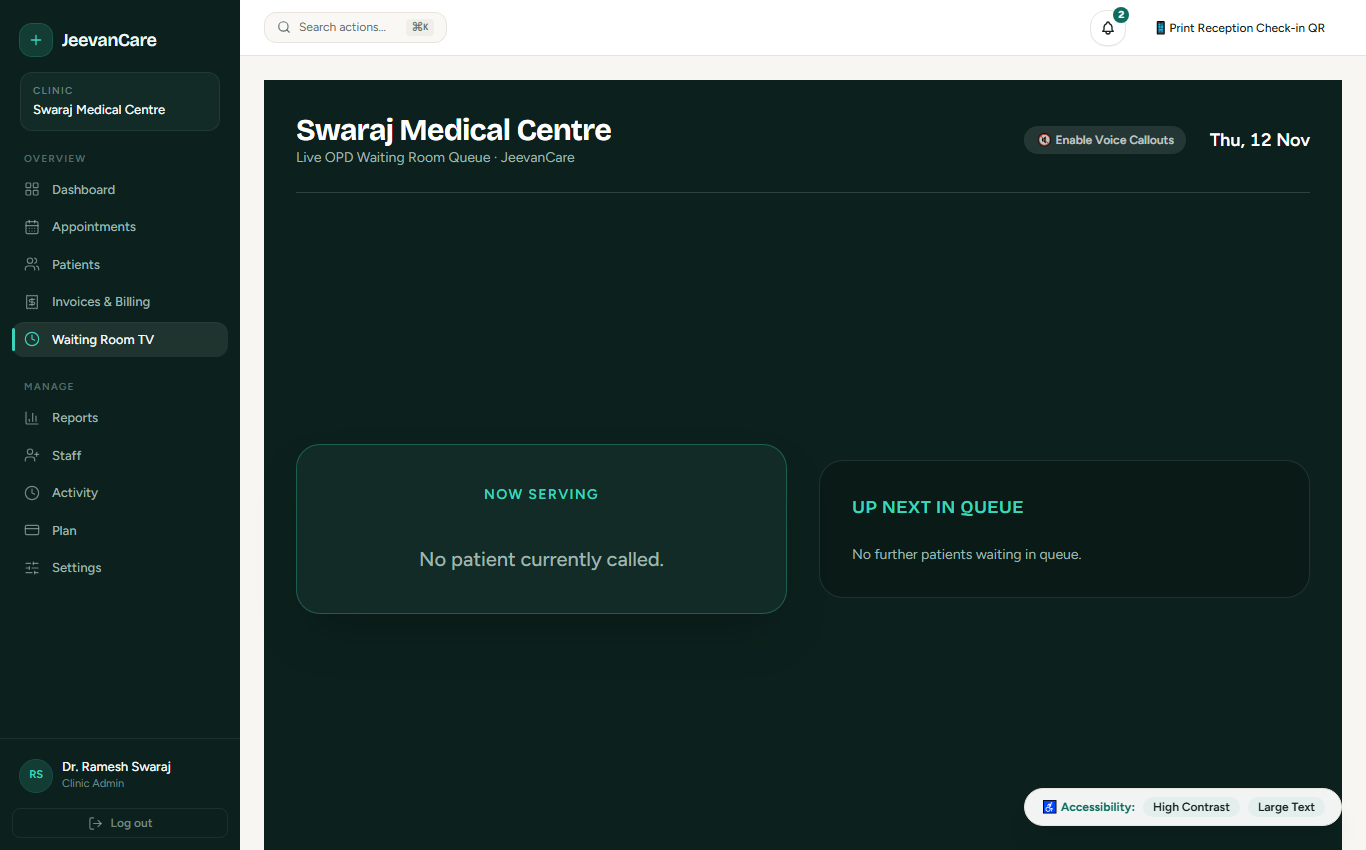 JeevanCare
CLINIC
Swaraj Medical Centre
OVERVIEW
Dashboard
Appointments
Patients
Invoices & Billing
Waiting Room TV
MANAGE
Reports
Staff
Activity
Plan
Settings
RS
Dr. Ramesh Swaraj
Clinic Admin
Log out
Search actions... ⌘K
2
Print Reception Check-in QR
Swaraj Medical Centre
Live OPD Waiting Room Queue · JeevanCare
Enable Voice Callouts
Thu, 12 Nov
NOW SERVING
No patient currently called.
UP NEXT IN QUEUE
No further patients waiting in queue.
Accessibility: High Contrast Large Text